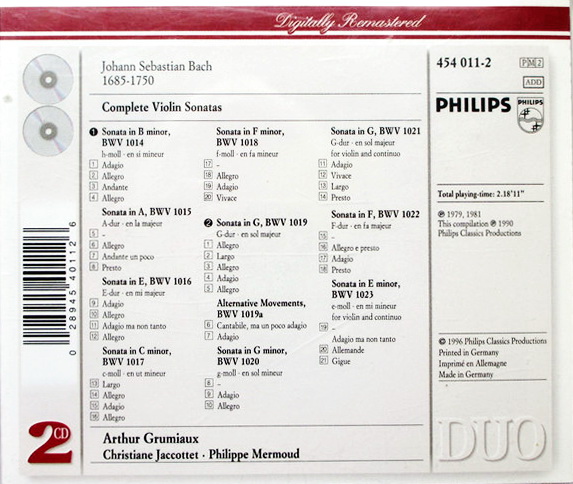 Digitally Remastered
Johann Sebastian Bach
1685-1750
Complete Violin Sonatas
1 Sonata in B minor,
BWV 1014
h-moll · en si mineur
1 Adagio
2 Allegro
3 Andante
4 Allegro
Sonata in A, BWV 1015
A-dur · en la majeur
5 –
6 Allegro
7 Andante un poco
8 Presto
Sonata in E, BWV 1016
E-dur · en mi majeur
9 Adagio
10 Allegro
11 Adagio ma non tanto
12 Allegro
Sonata in C minor,
BWV 1017
c-moll · en ut mineur
13 Largo
14 Allegro
15 Adagio
16 Allegro
Sonata in F minor,
BWV 1018
f-moll · en fa mineur
17 –
18 Allegro
19 Adagio
20 Vivace
2 Sonata in G, BWV 1019
G-dur · en sol majeur
1 Allegro
2 Largo
3 Allegro
4 Adagio
5 Allegro
Alternative Movements,
BWV 1019a
6 Cantabile, ma un poco adagio
7 Adagio
Sonata in G minor,
BWV 1020
g-moll · en sol mineur
8 –
9 Adagio
10 Allegro
Sonata in G, BWV 1021
G-dur · en sol majeur
for violin and continuo
11 Adagio
12 Vivace
13 Largo
14 Presto
Sonata in F, BWV 1022
F-dur · en fa majeur
15 –
16 Allegro e presto
17 Adagio
18 Presto
Sonata in E minor,
BWV 1023
e-moll · en mi mineur
for violin and continuo
19 –
Adagio ma non tanto
20 Allemande
21 Gigue
Arthur Grumiaux
Christiane Jaccottet · Philippe Mermoud
454 011-2
PM2
ADD
PHILIPS
PHILIPS
Total playing-time: 2.18'11"
℗ 1979, 1981
This compilation ℗ 1990
Philips Classics Productions
© 1996 Philips Classics Productions
Printed in Germany
Imprimé en Allemagne
Made in Germany
DUO
0 28945 40112 6
2 CD